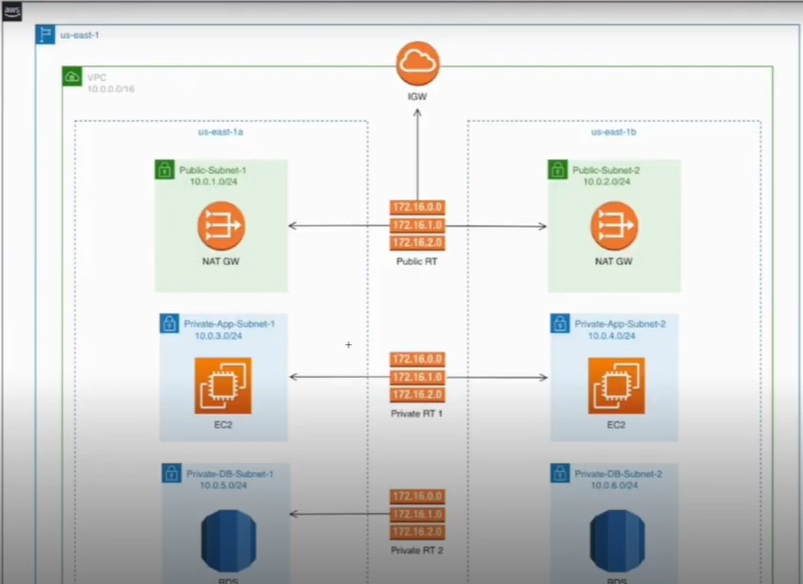 aws
us-east-1
VPC
10.0.0.0/16
IGW
us-east-1a
us-east-1b
Public-Subnet-1
10.0.1.0/24
NAT GW
172.16.0.0
172.16.1.0
172.16.2.0
Public RT
Public-Subnet-2
10.0.2.0/24
NAT GW
Private-App-Subnet-1
10.0.3.0/24
EC2
172.16.0.0
172.16.1.0
172.16.2.0
Private RT 1
Private-App-Subnet-2
10.0.4.0/24
EC2
Private-DB-Subnet-1
10.0.5.0/24
RDS
172.16.0.0
172.16.1.0
172.16.2.0
Private RT 2
Private-DB-Subnet-2
10.0.6.0/24
RDS